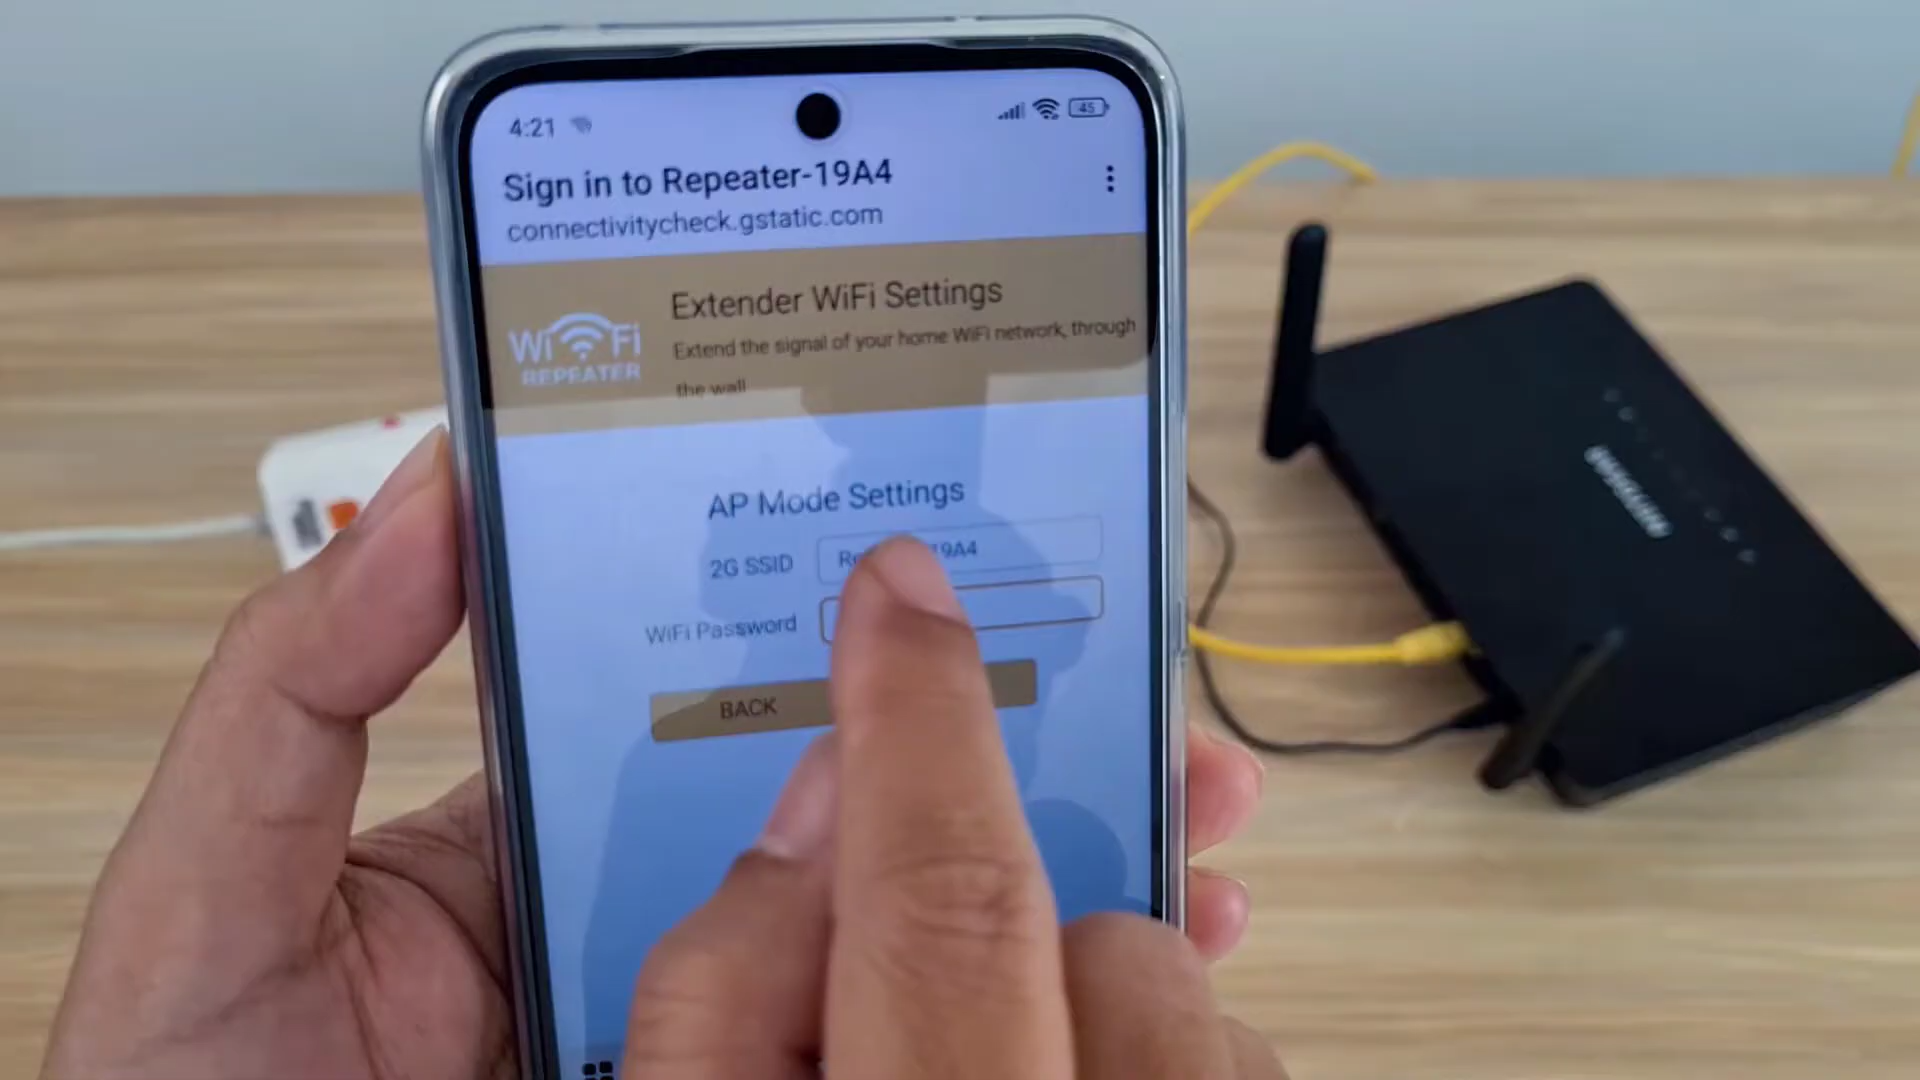 4:21
45
Sign in to Repeater-19A4
connectivitycheck.gstatic.com
Extender WiFi Settings
Extend the signal of your home WiFi network, through
the wall
WiFi
REPEATER
AP Mode Settings
2G SSID
19A4
WiFi Password
BACK